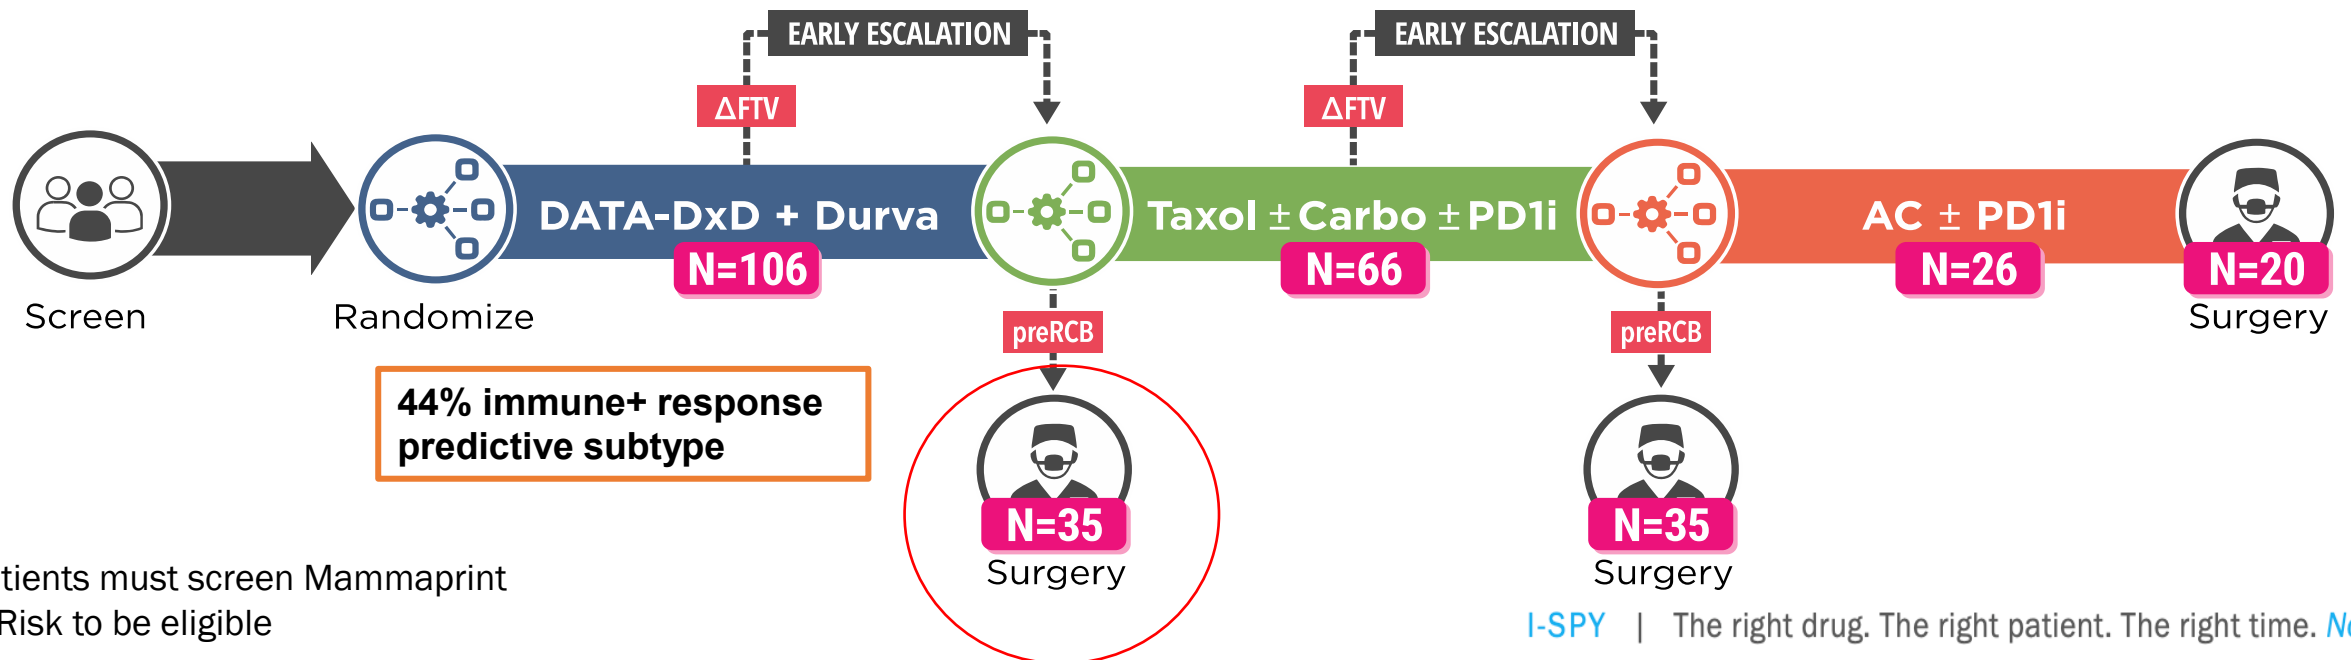 EARLY ESCALATION
EARLY ESCALATION
ΔFTV
ΔFTV
DATA-DxD + Durva
Taxol ± Carbo ± PD1i
AC ± PD1i
N=106
N=66
N=26
N=20
Screen
Randomize
Surgery
preRCB
preRCB
44% immune+ response
predictive subtype
N=35
N=35
Surgery
Surgery
must screen Mammaprint
Risk to be eligible
I-SPY | The right drug. The right patient. The right time.